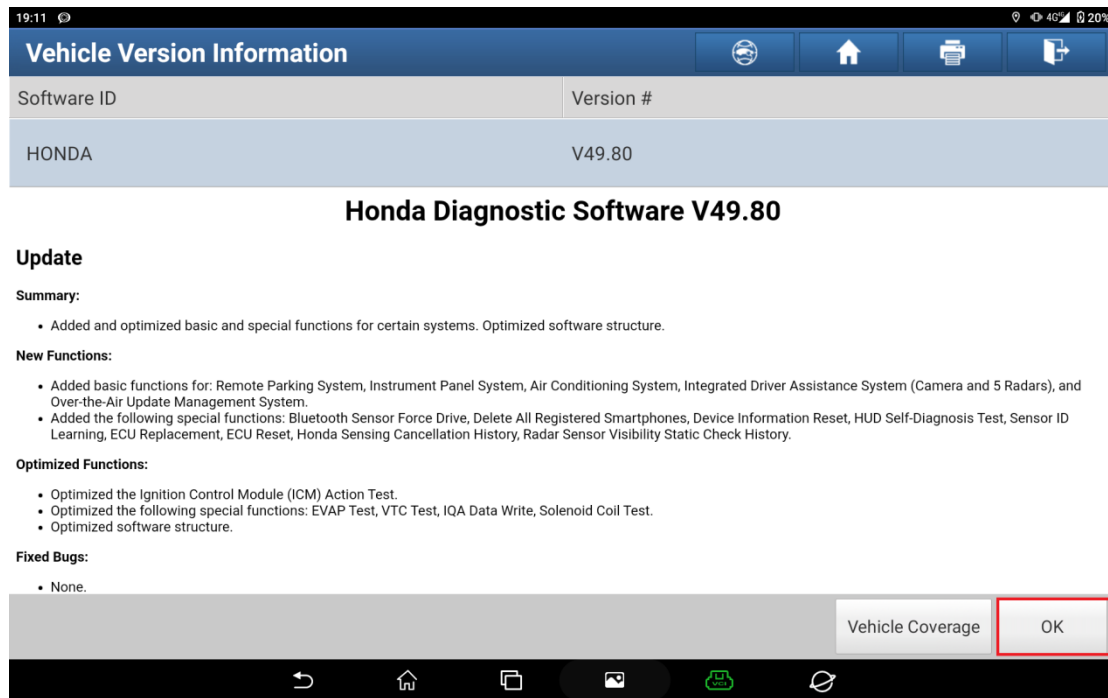 19:11 4G 20%
Vehicle Version Information
Software ID Version #
HONDA V49.80
Honda Diagnostic Software V49.80
Update
Summary:
• Added and optimized basic and special functions for certain systems. Optimized software structure.
New Functions:
• Added basic functions for: Remote Parking System, Instrument Panel System, Air Conditioning System, Integrated Driver Assistance System (Camera and 5 Radars), and
Over-the-Air Update Management System.
• Added the following special functions: Bluetooth Sensor Force Drive, Delete All Registered Smartphones, Device Information Reset, HUD Self-Diagnosis Test, Sensor ID
Learning, ECU Replacement, ECU Reset, Honda Sensing Cancellation History, Radar Sensor Visibility Static Check History.
Optimized Functions:
• Optimized the Ignition Control Module (ICM) Action Test.
• Optimized the following special functions: EVAP Test, VTC Test, IQA Data Write, Solenoid Coil Test.
• Optimized software structure.
Fixed Bugs:
• None.
Vehicle Coverage OK
VCI